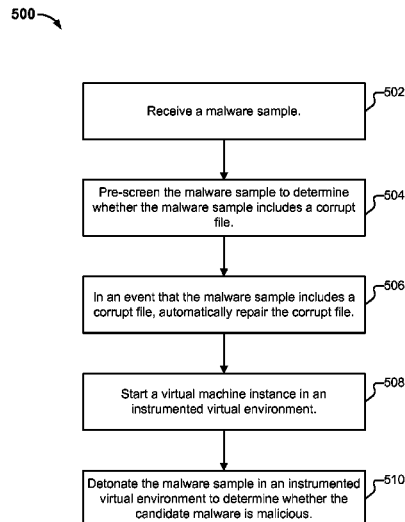 500
Receive a malware sample.
502
Pre-screen the malware sample to determine
whether the malware sample includes a corrupt
file.
504
In an event that the malware sample includes a
corrupt file, automatically repair the corrupt file.
506
Start a virtual machine instance in an
instrumented virtual environment.
508
Detonate the malware sample in an instrumented
virtual environment to determine whether the
candidate malware is malicious.
510